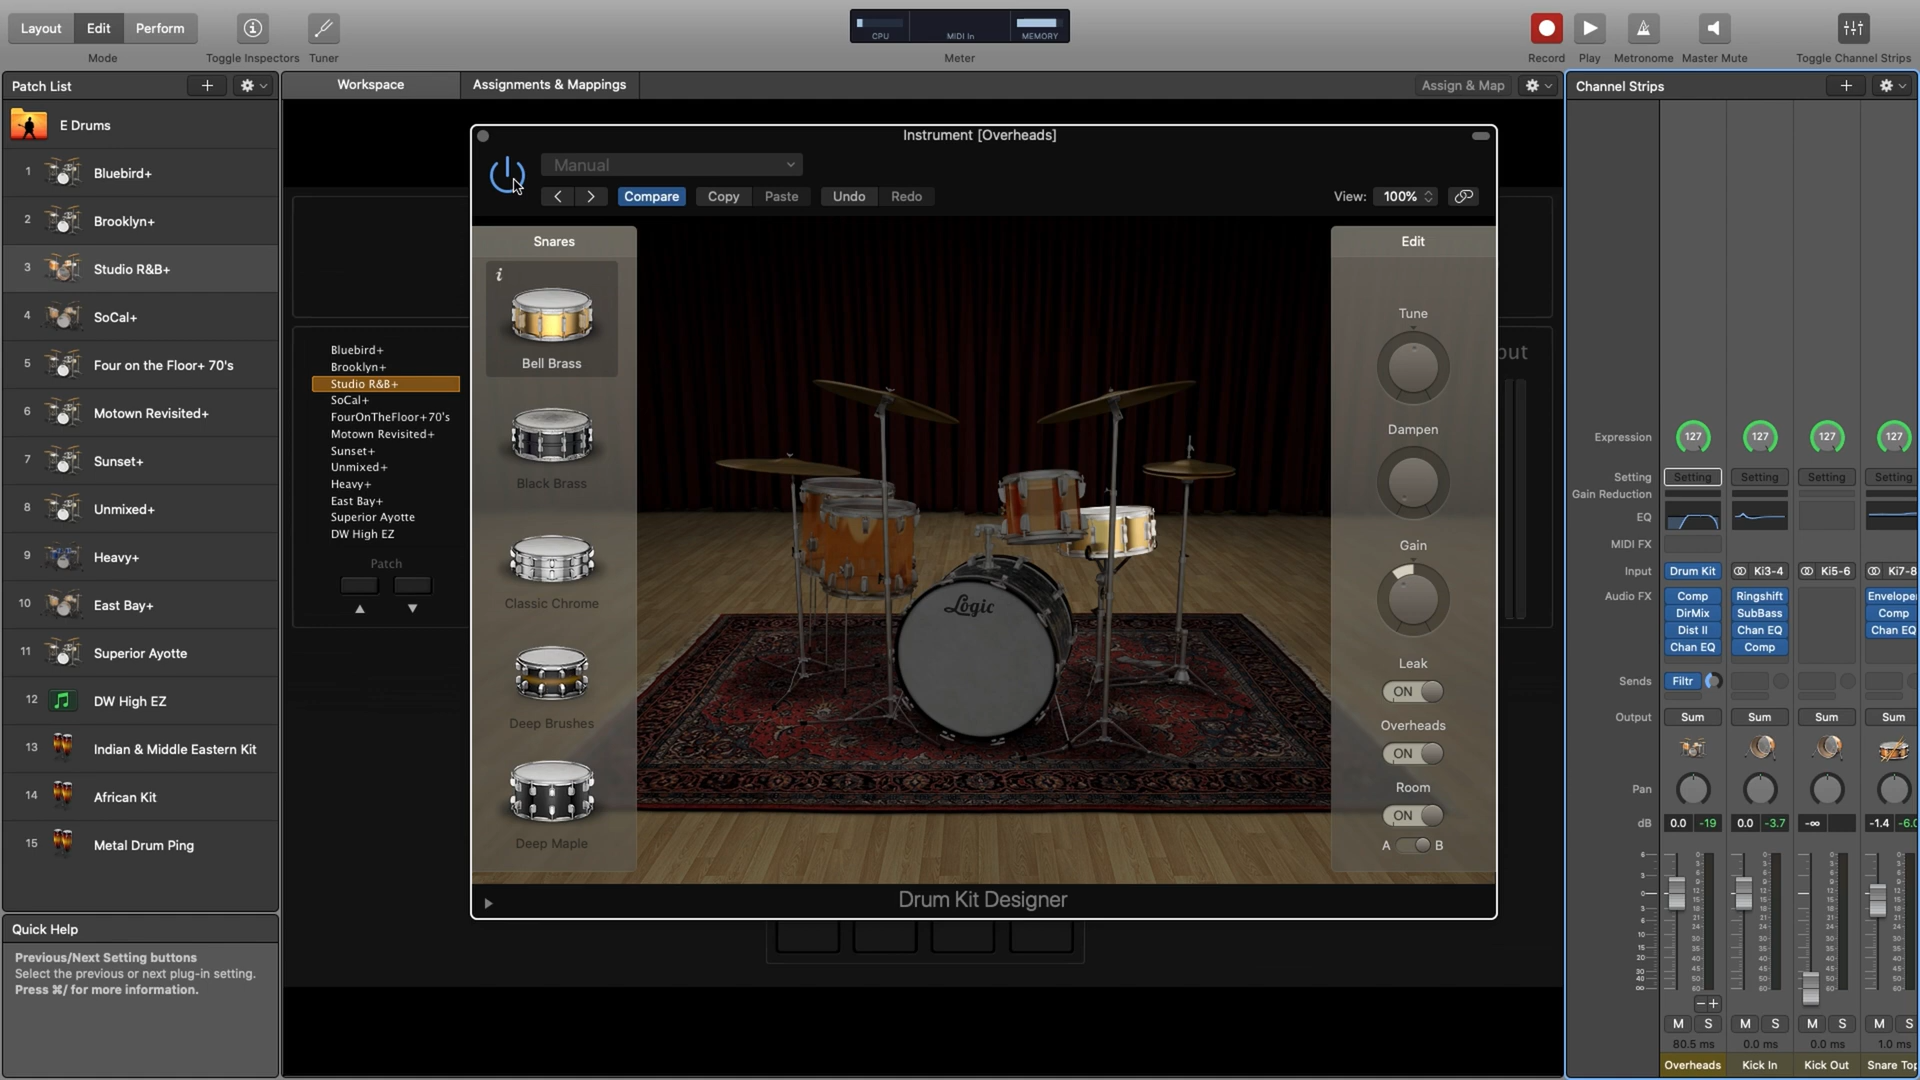 Layout
Edit
Perform
Mode
Toggle Inspectors
Tuner
CPU
MIDI In
MEMORY
Meter
Record
Play
Metronome
Master Mute
Toggle Channel Strips
Patch List
Workspace
Assignments & Mappings
Assign & Map
Channel Strips
E Drums
1 Bluebird+
2 Brooklyn+
3 Studio R&B+
4 SoCal+
5 Four on the Floor+ 70's
6 Motown Revisited+
7 Sunset+
8 Unmixed+
9 Heavy+
10 East Bay+
11 Superior Ayotte
12 DW High EZ
13 Indian & Middle Eastern Kit
14 African Kit
15 Metal Drum Ping
Quick Help
Previous/Next Setting buttons
Select the previous or next plug-in setting.
Press ⌘/ for more information.
Bluebird+
Brooklyn+
Studio R&B+
SoCal+
FourOnTheFloor+70's
Motown Revisited+
Sunset+
Unmixed+
Heavy+
East Bay+
Superior Ayotte
DW High EZ
Patch
Instrument [Overheads]
Manual
Compare
Copy
Paste
Undo
Redo
View: 100%
Snares
i
Bell Brass
Black Brass
Classic Chrome
Deep Brushes
Deep Maple
Logic
Edit
Tune
Dampen
Gain
Leak
ON
Overheads
ON
Room
ON
A B
Drum Kit Designer
put
Expression 127 127 127 127
Setting Setting Setting Setting Setting
Gain Reduction
EQ
MIDI FX
Input Drum Kit Ki3-4 Ki5-6 Ki7-8
Audio FX Comp Ringshift Envelope
DirMix SubBass Comp
Dist II Chan EQ Chan EQ
Chan EQ Comp
Sends Filtr
Output Sum Sum Sum Sum
Pan
dB 0.0 -19 0.0 -3.7 -∞ -1.4 -6.0
M S M S M S M S
80.5 ms 0.0 ms 0.0 ms 1.0 ms
Overheads Kick In Kick Out Snare Top